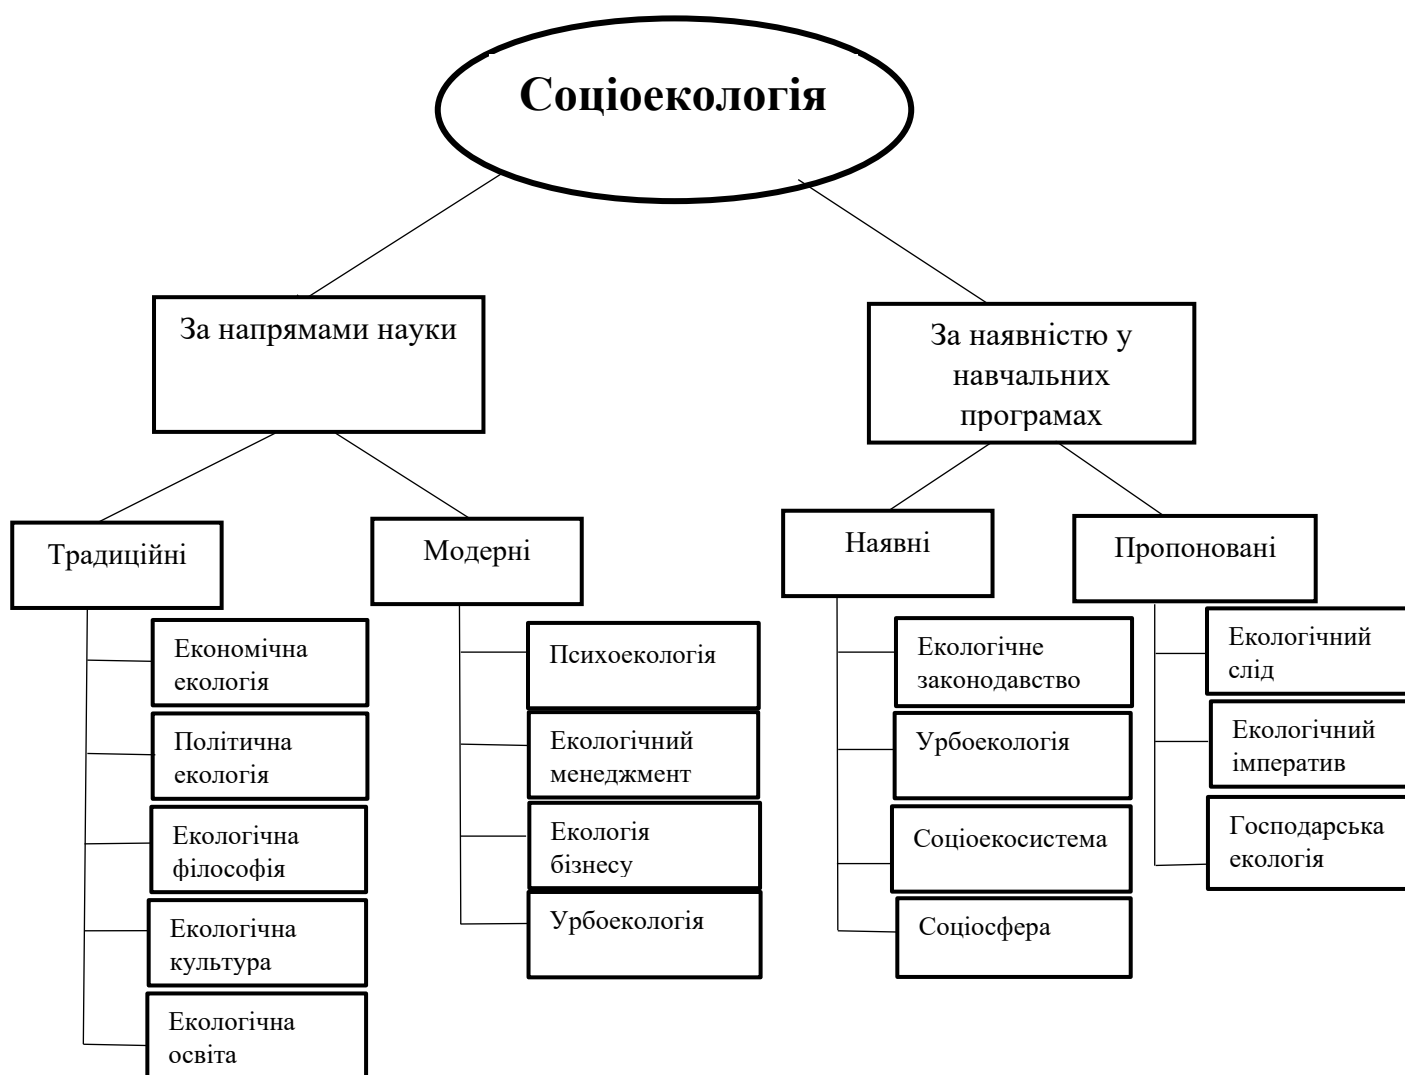 Соціоекологія
За напрямами науки
За наявністю у
навчальних
програмах
Традиційні
Модерні
Наявні
Пропоновані
Економічна
екологія
Політична
екологія
Екологічна
філософія
Екологічна
культура
Екологічна
освіта
Психоекологія
Екологічний
менеджмент
Екологія
бізнесу
Урбоекологія
Екологічне
законодавство
Урбоекологія
Соціоекосистема
Соціосфера
Екологічний
слід
Екологічний
імператив
Господарська
екологія